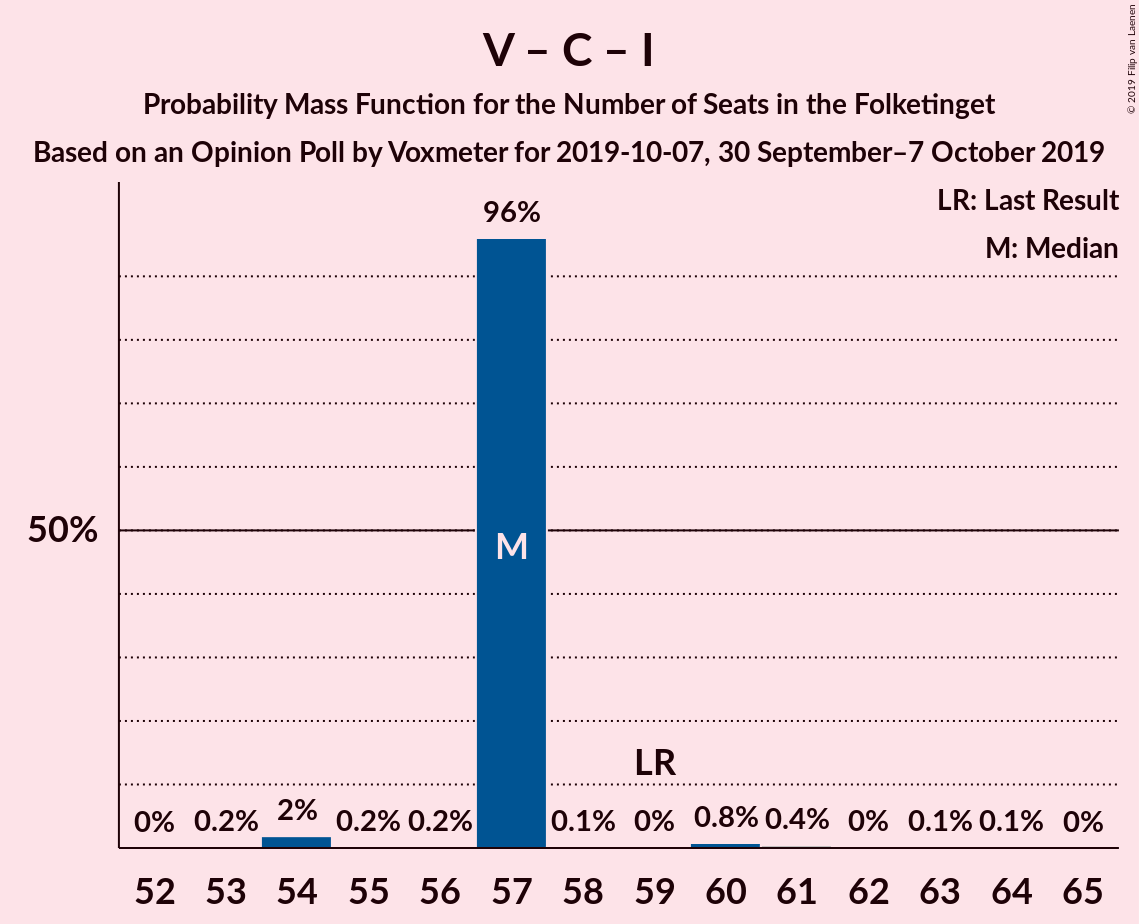 V – C – I
Probability Mass Function for the Number of Seats in the Folketinget
Based on an Opinion Poll by Voxmeter for 2019-10-07, 30 September–7 October 2019
© 2019 Filip van Laenen
LR: Last Result
M: Median
96%
50%
M
LR
0% 0.2% 2% 0.2% 0.2% 0.1% 0% 0.8% 0.4% 0% 0.1% 0.1% 0%
52 53 54 55 56 57 58 59 60 61 62 63 64 65